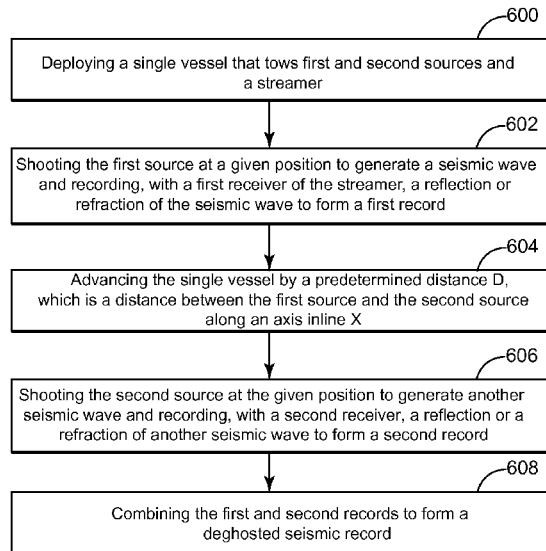 600
Deploying a single vessel that tows first and second sources and
a streamer
602
Shooting the first source at a given position to generate a seismic wave
and recording, with a first receiver of the streamer, a reflection or
refraction of the seismic wave to form a first record
604
Advancing the single vessel by a predetermined distance D,
which is a distance between the first source and the second source
along an axis inline X
606
Shooting the second source at the given position to generate another
seismic wave and recording, with a second receiver, a reflection or a
refraction of another seismic wave to form a second record
608
Combining the first and second records to form a
deghosted seismic record